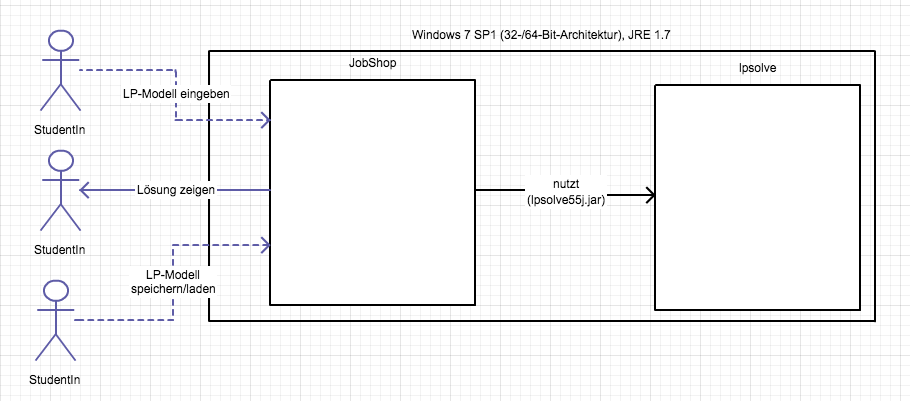 Windows 7 SP1 (32-/64-Bit-Architektur), JRE 1.7
JobShop
lpsolve
LP-Modell eingeben
StudentIn
Lösung zeigen
nutzt
(lpsolve55j.jar)
StudentIn
LP-Modell
speichern/laden
StudentIn